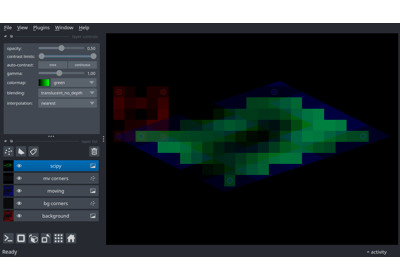 File View Plugins Window Help
opacity: 0.50
contrast limits:
auto-contrast: once continuous
gamma: 1.00
colormap: green
blending: translucent_no_depth
interpolation: nearest
scipy
mv corners
moving
bg corners
background
Ready
activity